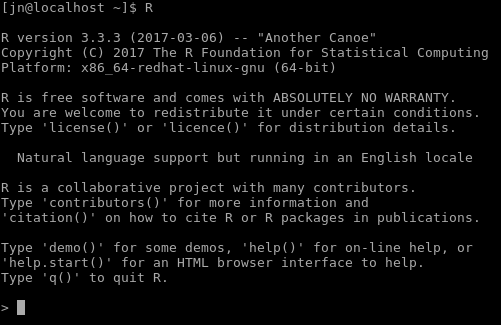 [jn@localhost ~]$ R
R version 3.3.3 (2017-03-06) -- "Another Canoe"
Copyright (C) 2017 The R Foundation for Statistical Computing
Platform: x86_64-redhat-linux-gnu (64-bit)
R is free software and comes with ABSOLUTELY NO WARRANTY.
You are welcome to redistribute it under certain conditions.
Type 'license()' or 'licence()' for distribution details.
Natural language support but running in an English locale
R is a collaborative project with many contributors.
Type 'contributors()' for more information and
'citation()' on how to cite R or R packages in publications.
Type 'demo()' for some demos, 'help()' for on-line help, or
'help.start()' for an HTML browser interface to help.
Type 'q()' to quit R.
>